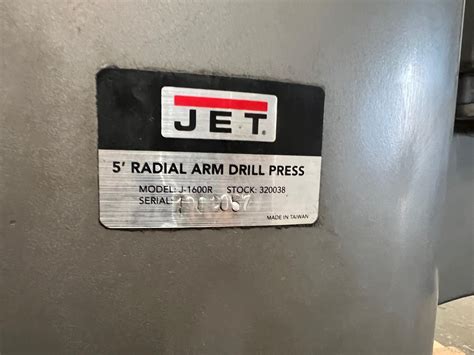 JET
5' RADIAL ARM DRILL PRESS
MODEL: J-1600R STOCK: 320038
SERIAL:
MADE IN TAIWAN